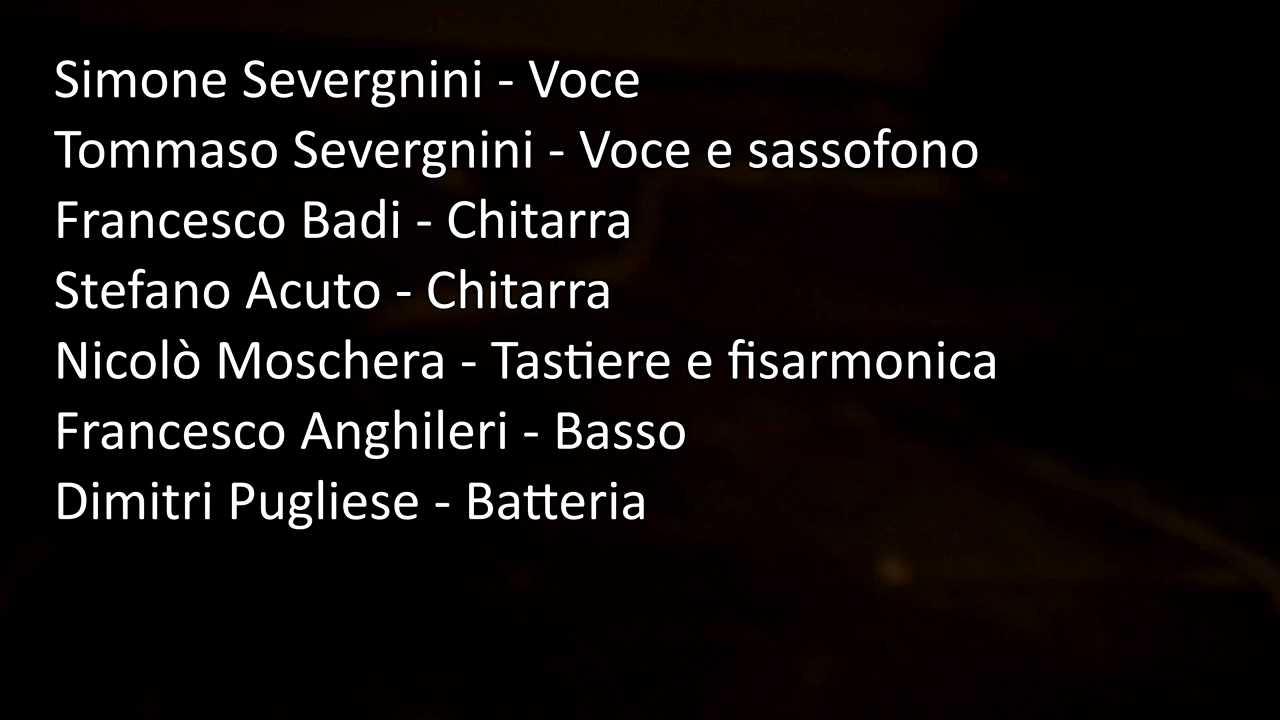 Simone Severgnini - Voce
Tommaso Severgnini - Voce e sassofono
Francesco Badi - Chitarra
Stefano Acuto - Chitarra
Nicolò Moschera - Tastiere e fisarmonica
Francesco Anghileri - Basso
Dimitri Pugliese - Batteria